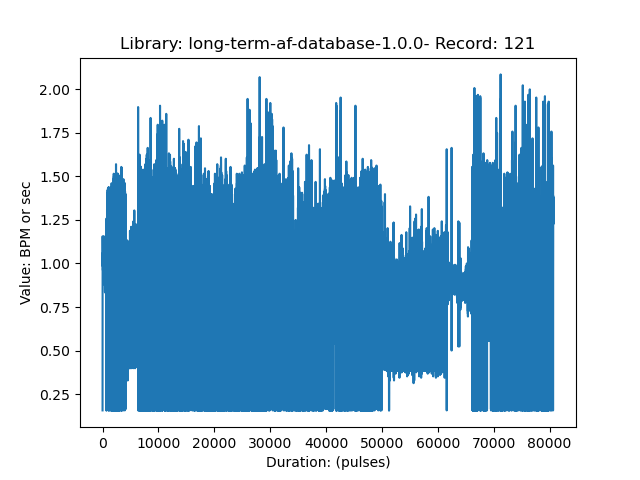 Library: long-term-af-database-1.0.0- Record: 121
2.00
1.75
1.50
1.25
1.00
0.75
0.50
0.25
Value: BPM or sec
0 10000 20000 30000 40000 50000 60000 70000 80000
Duration: (pulses)